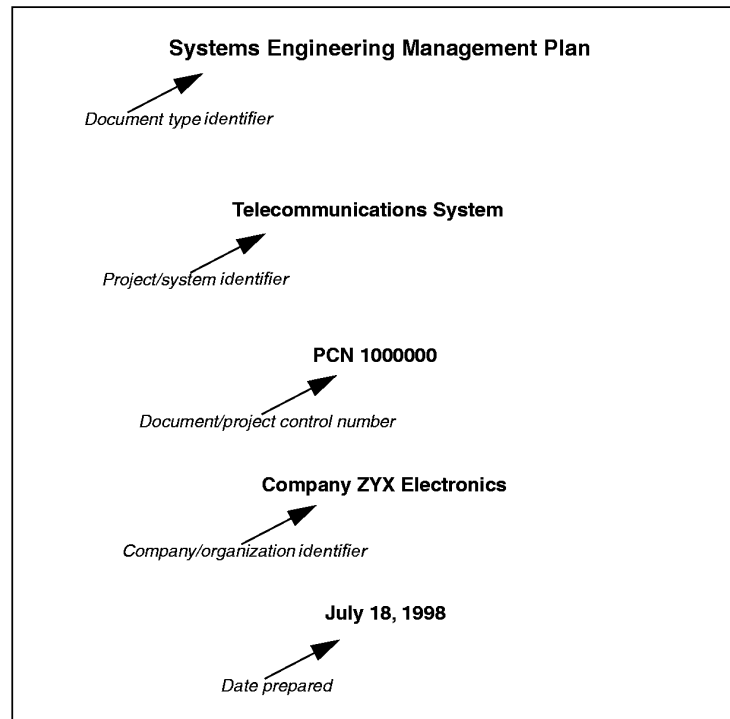 Systems Engineering Management Plan
Document type identifier
Telecommunications System
Project/system identifier
PCN 1000000
Document/project control number
Company ZYX Electronics
Company/organization identifier
July 18, 1998
Date prepared